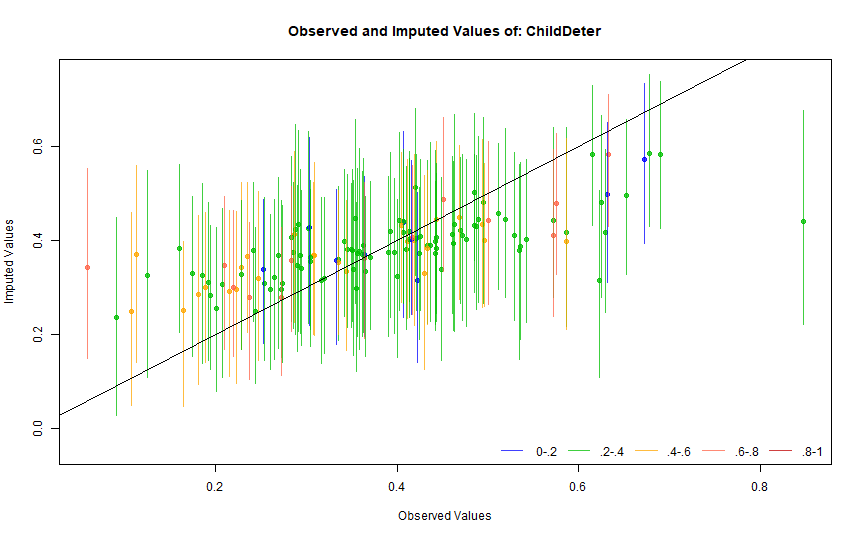 Observed and Imputed Values of: ChildDeter
Imputed Values
0.6
0.4
0.2
0.0
0-.2 .2-.4 .4-.6 .6-.8 .8-1
0.2 0.4 0.6 0.8
Observed Values